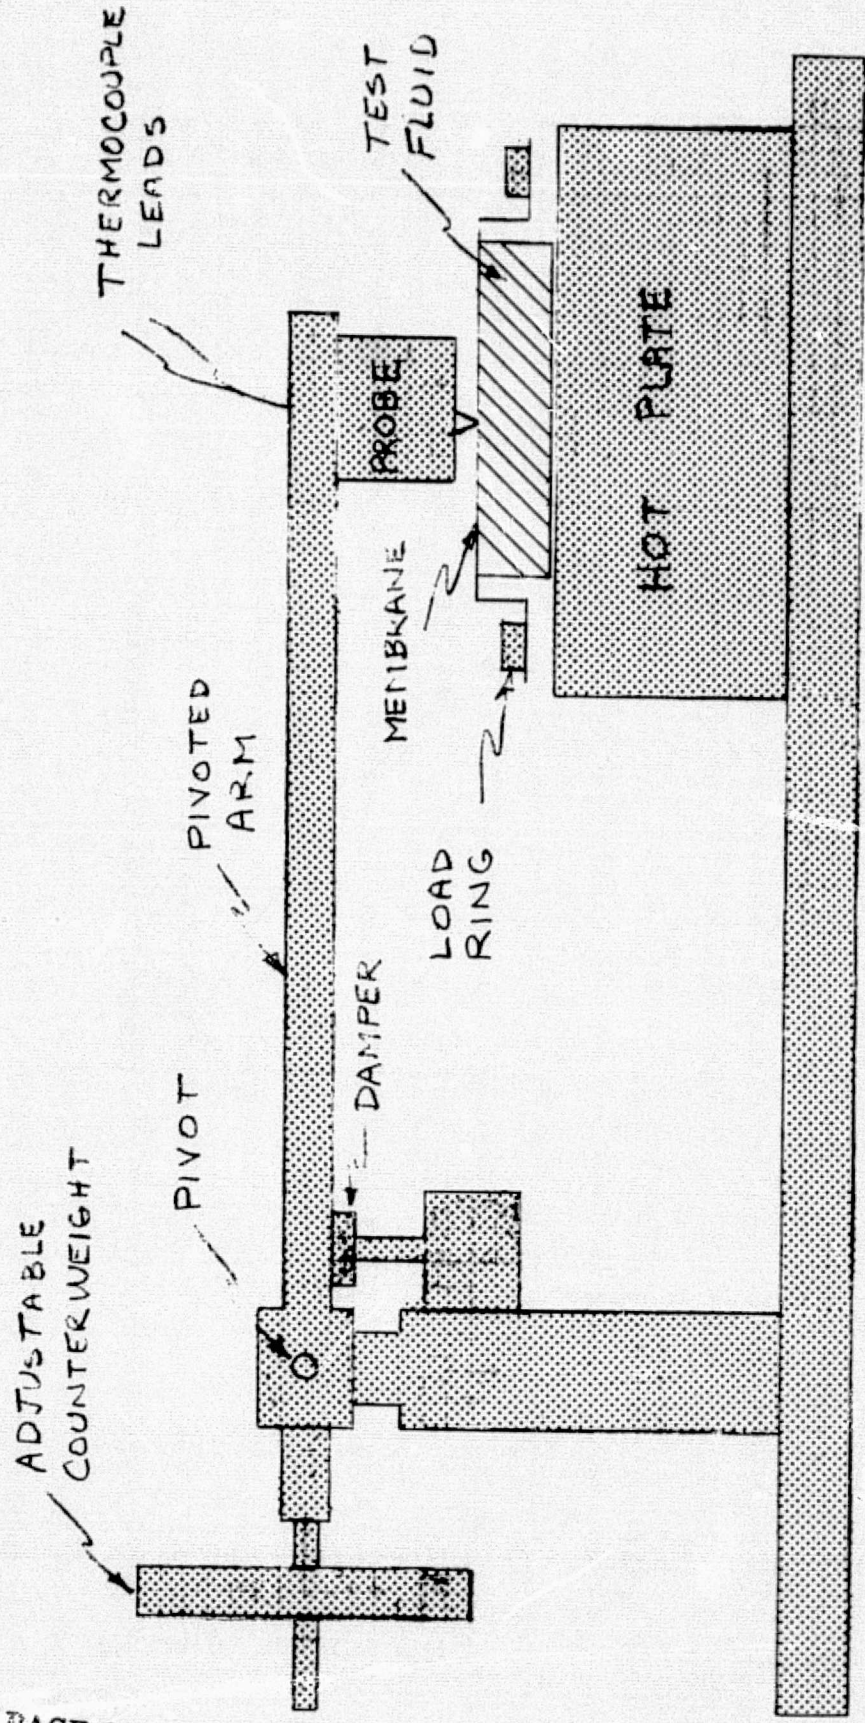 ADJUSTABLE
COUNTERWEIGHT
PIVOT
PIVOTED
ARM
THERMOCOUPLE
LEADS
DAMPER
PROBE
TEST
FLUID
MEMBRANE
LOAD
RING
HOT PLATE